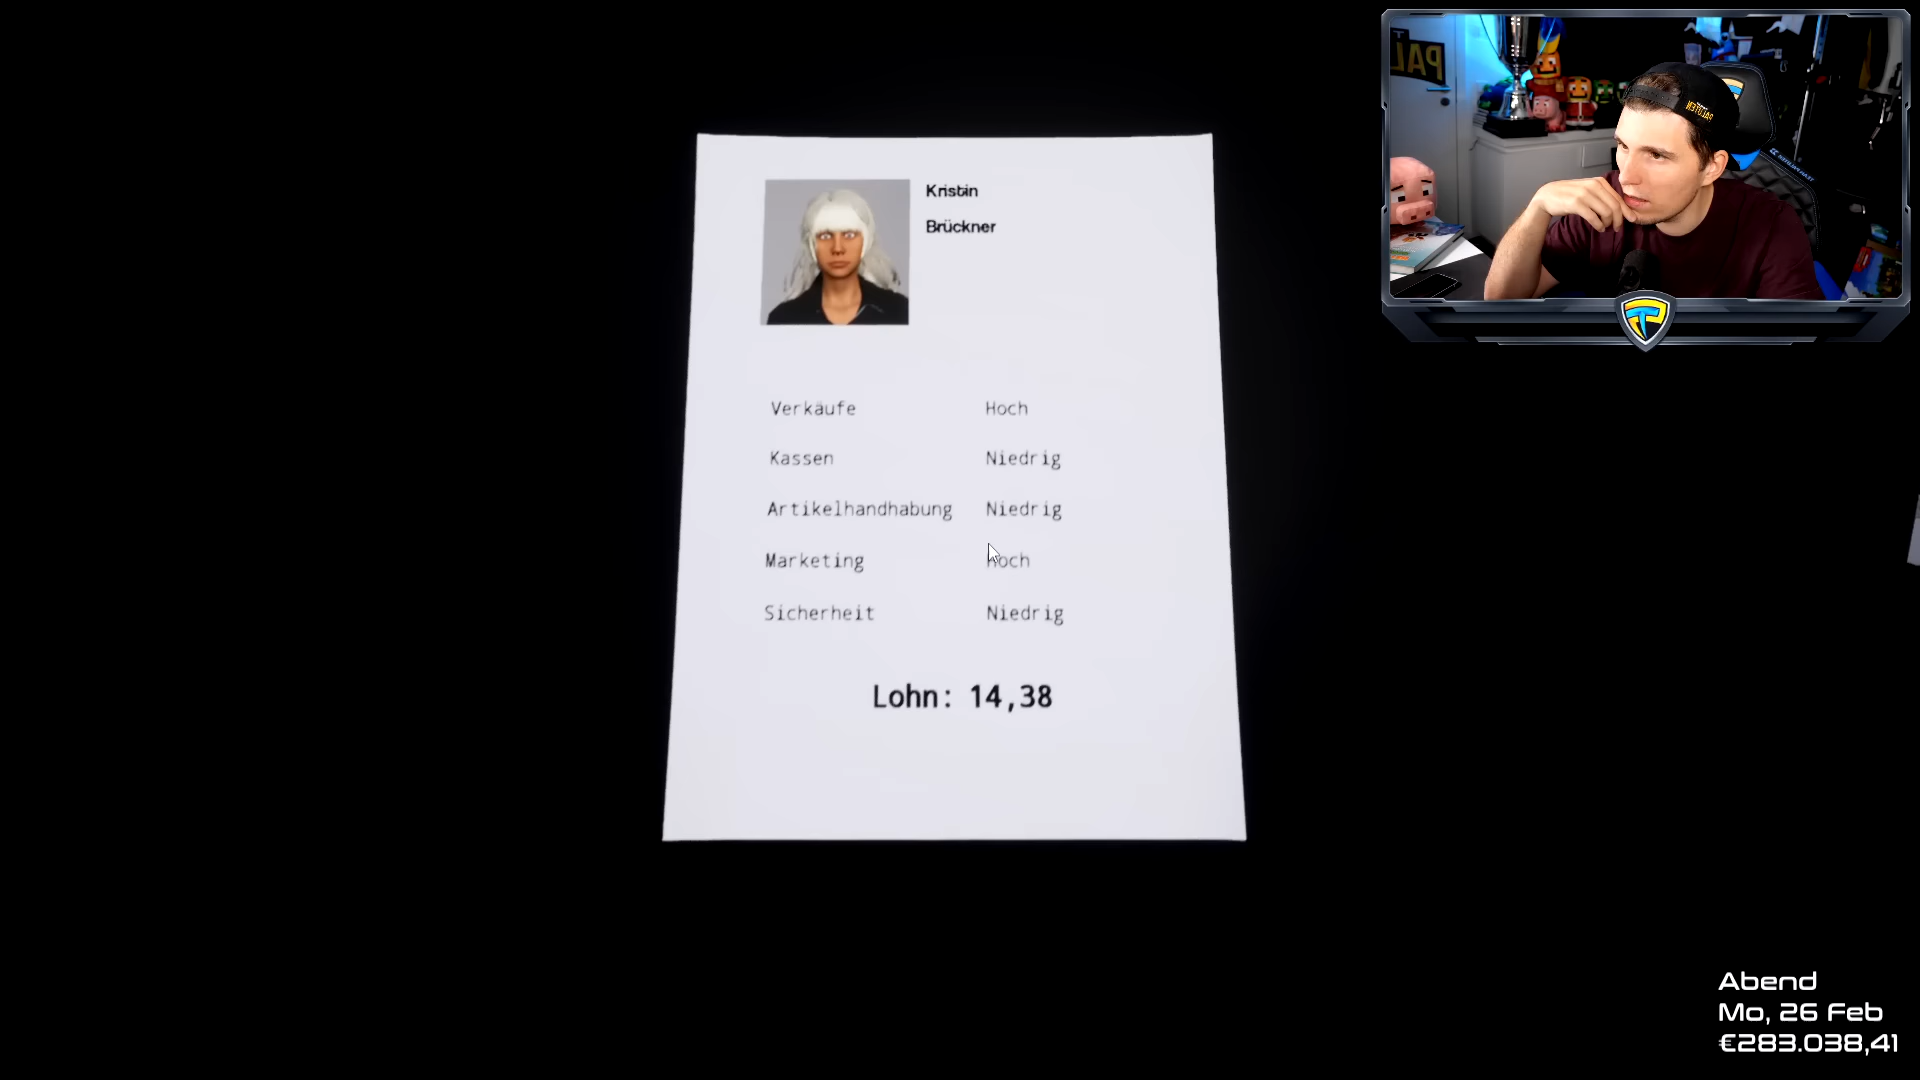 Kristin
Brückner
Verkäufe Hoch
Kassen Niedrig
Artikelhandhabung Niedrig
Marketing Hoch
Sicherheit Niedrig
Lohn: 14,38
PAL
Abend
Mo, 26 Feb
€283.038,41